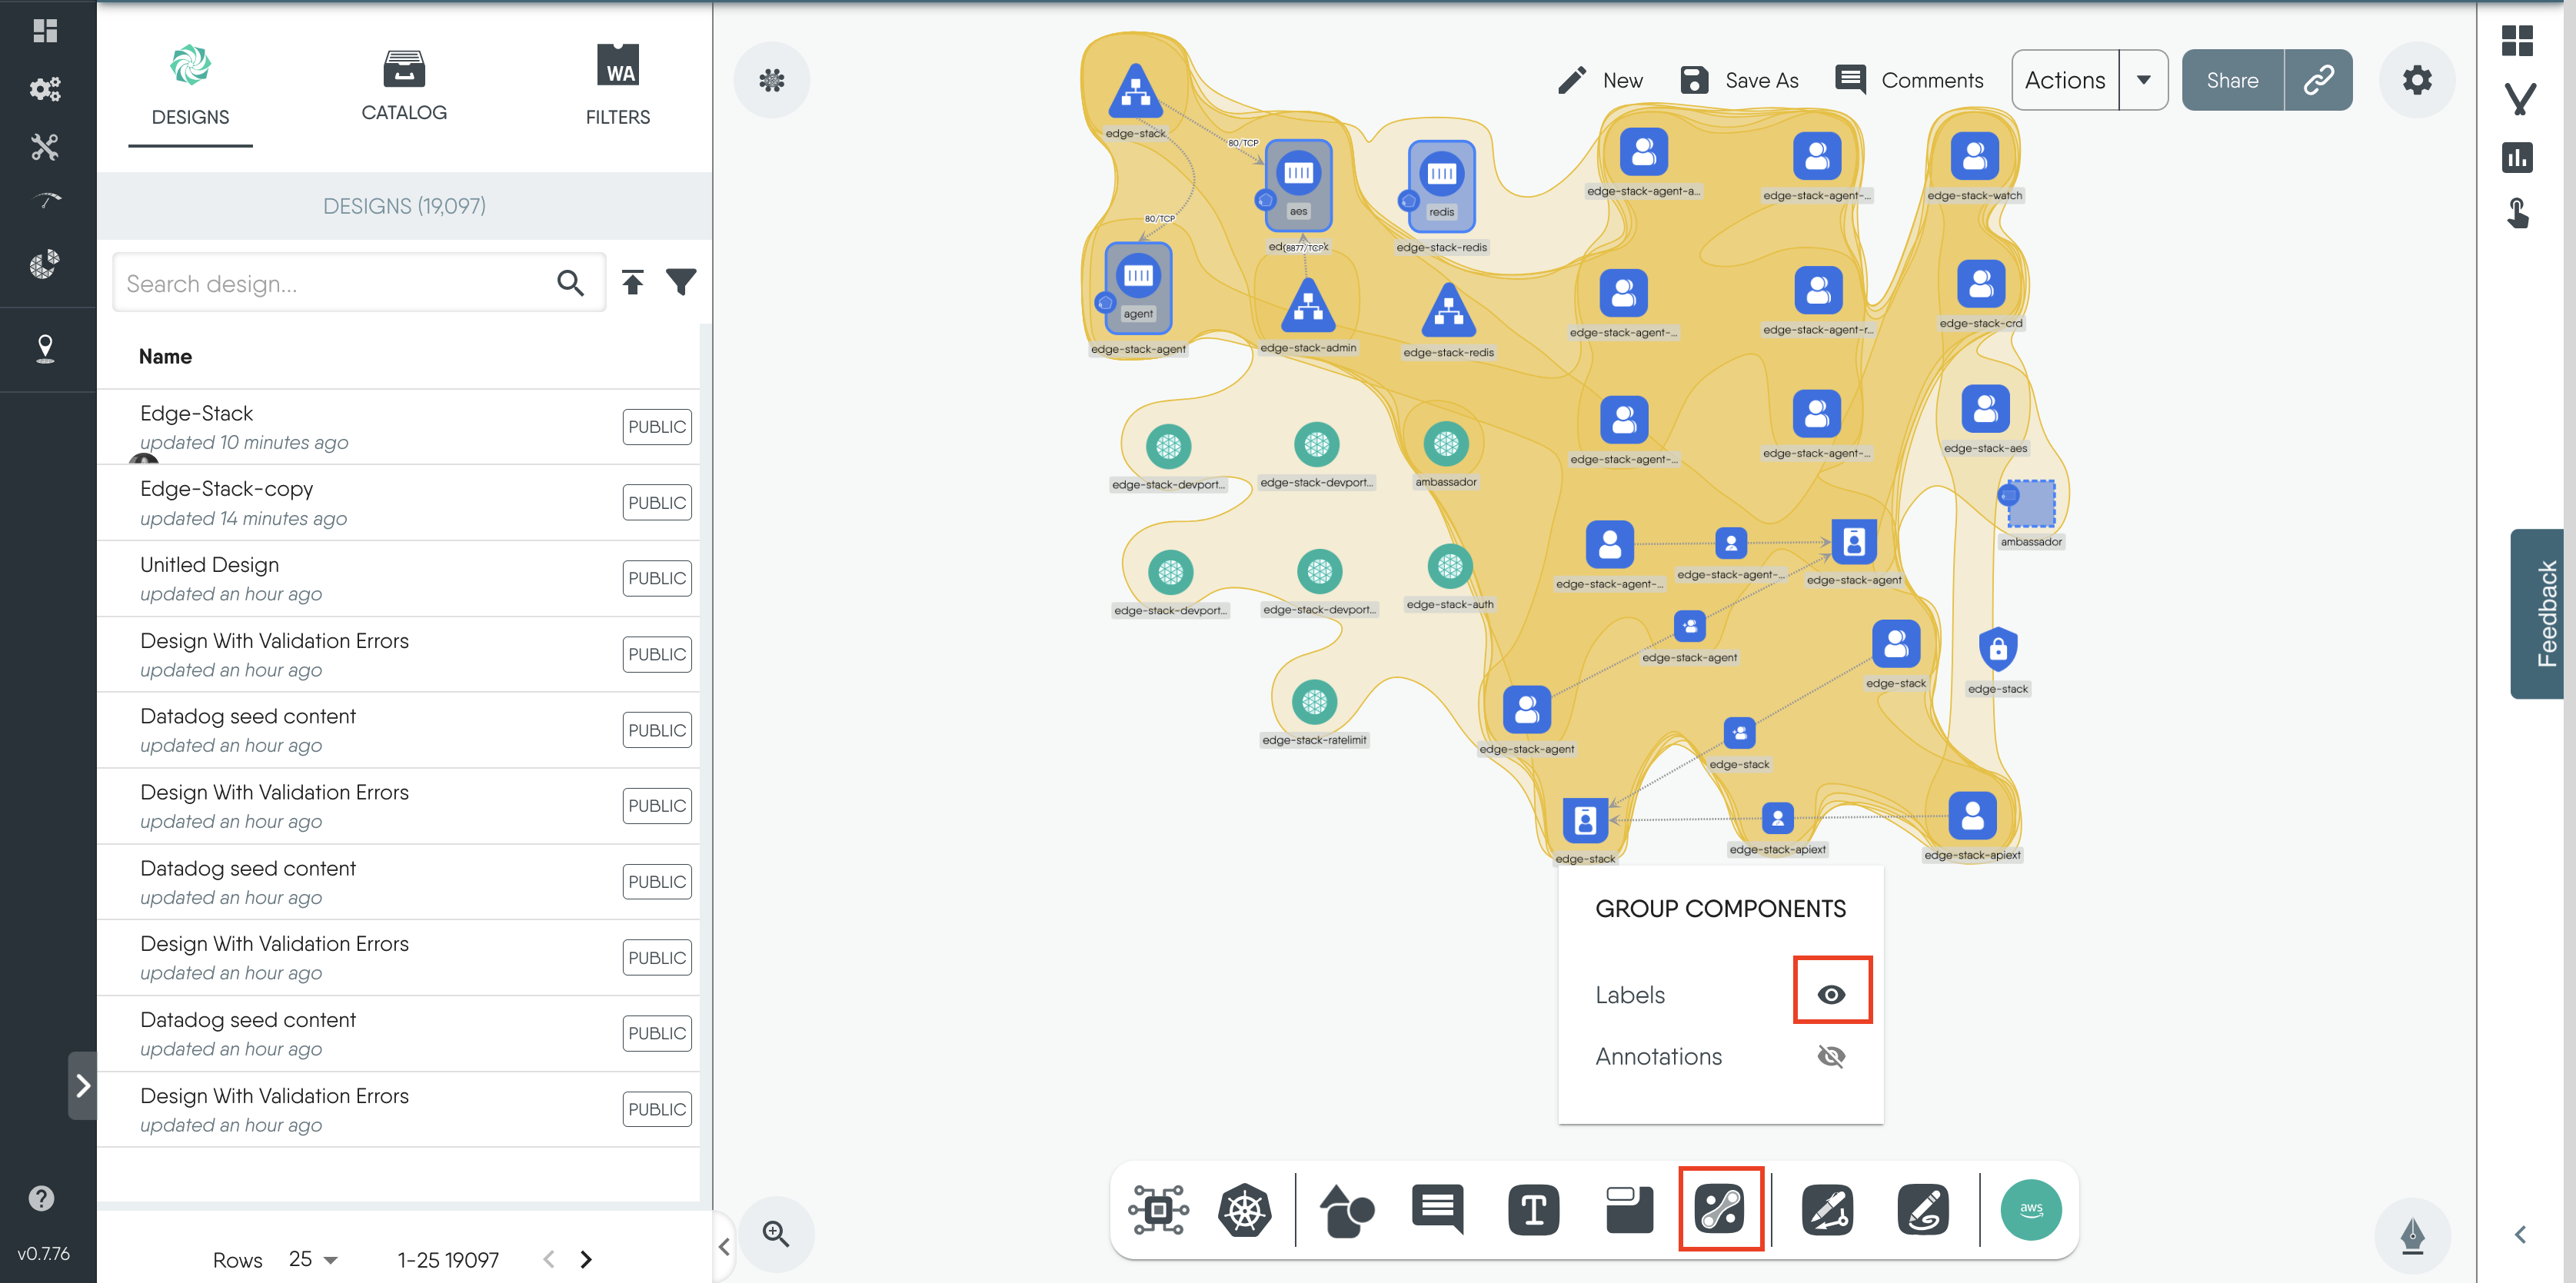 DESIGNS
CATALOG
WA
FILTERS
DESIGNS (19,097)
Search design...
Name
Edge-Stack
updated 10 minutes ago
PUBLIC
Edge-Stack-copy
updated 14 minutes ago
PUBLIC
Unitled Design
updated an hour ago
PUBLIC
Design With Validation Errors
updated an hour ago
PUBLIC
Datadog seed content
updated an hour ago
PUBLIC
Design With Validation Errors
updated an hour ago
PUBLIC
Datadog seed content
updated an hour ago
PUBLIC
Design With Validation Errors
updated an hour ago
PUBLIC
Datadog seed content
updated an hour ago
PUBLIC
Design With Validation Errors
updated an hour ago
PUBLIC
Rows 25 1-25 19097
v0.7.76
New
Save As
Comments
Actions
Share
edge-stack
80/TCP
aes
redis
edge-stack-redis
80/TCP
8877/TCP
agent
edge-stack-agent
edge-stack-admin
edge-stack-redis
edge-stack-agent-a...
edge-stack-agent-...
edge-stack-watch
edge-stack-agent-...
edge-stack-agent-r...
edge-stack-crd
edge-stack-agent-...
edge-stack-agent-...
edge-stack-aes
edge-stack-devport...
edge-stack-devport...
ambassador
ambassador
edge-stack-agent-...
edge-stack-agent-...
edge-stack-agent
edge-stack-devport...
edge-stack-devport...
edge-stack-auth
edge-stack-agent
edge-stack
edge-stack
edge-stack-ratelimit
edge-stack-agent
edge-stack
edge-stack
edge-stack-apiext
edge-stack-apiext
GROUP COMPONENTS
Labels
Annotations
T
aws
Feedback